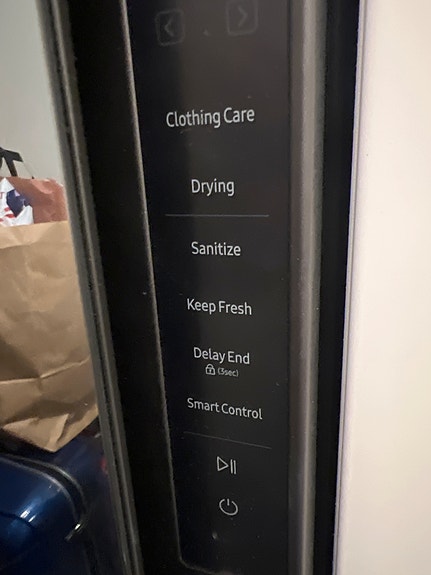 Clothing Care
Drying
Sanitize
Keep Fresh
Delay End
(3sec)
Smart Control